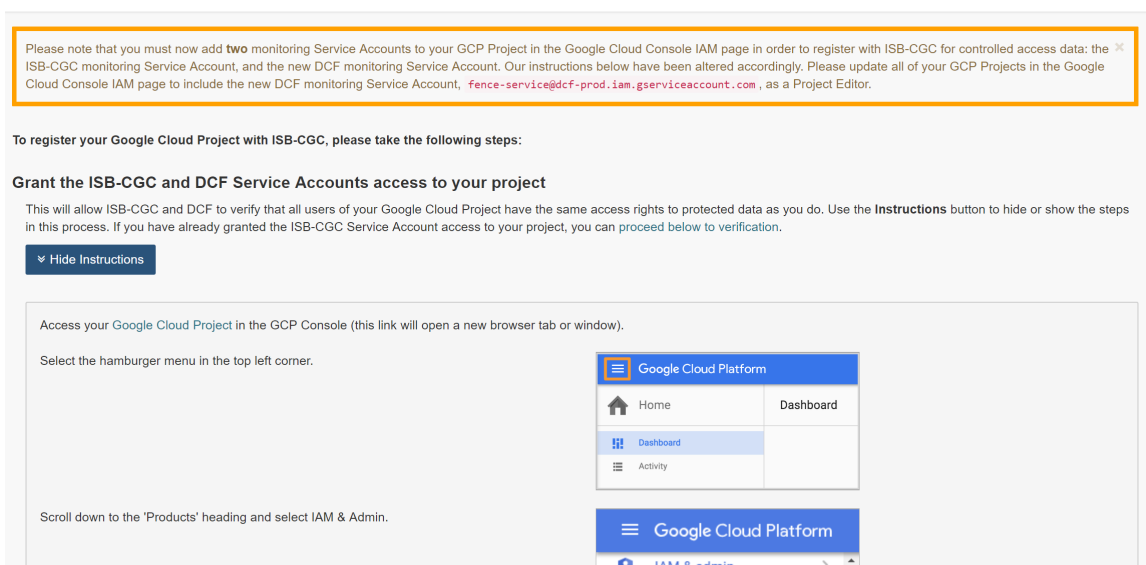 Please note that you must now add two monitoring Service Accounts to your GCP Project in the Google Cloud Console IAM page in order to register with ISB-CGC for controlled access data: the ×
ISB-CGC monitoring Service Account, and the new DCF monitoring Service Account. Our instructions below have been altered accordingly. Please update all of your GCP Projects in the Google
Cloud Console IAM page to include the new DCF monitoring Service Account, fence-service@dcf-prod.iam.gserviceaccount.com, as a Project Editor.
To register your Google Cloud Project with ISB-CGC, please take the following steps:
Grant the ISB-CGC and DCF Service Accounts access to your project
This will allow ISB-CGC and DCF to verify that all users of your Google Cloud Project have the same access rights to protected data as you do. Use the Instructions button to hide or show the steps
in this process. If you have already granted the ISB-CGC Service Account access to your project, you can proceed below to verification.
Hide Instructions
Access your Google Cloud Project in the GCP Console (this link will open a new browser tab or window).
Select the hamburger menu in the top left corner.
Google Cloud Platform
Home
Dashboard
Dashboard
Activity
Scroll down to the 'Products' heading and select IAM & Admin.
Google Cloud Platform
IAM & admin